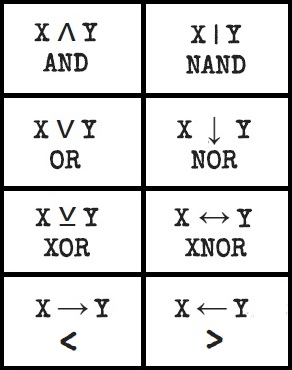 X ∧ Y
AND
X | Y
NAND
X ∨ Y
OR
X ↓ Y
NOR
X ⊻ Y
XOR
X ↔ Y
XNOR
X → Y
<
X ← Y
>